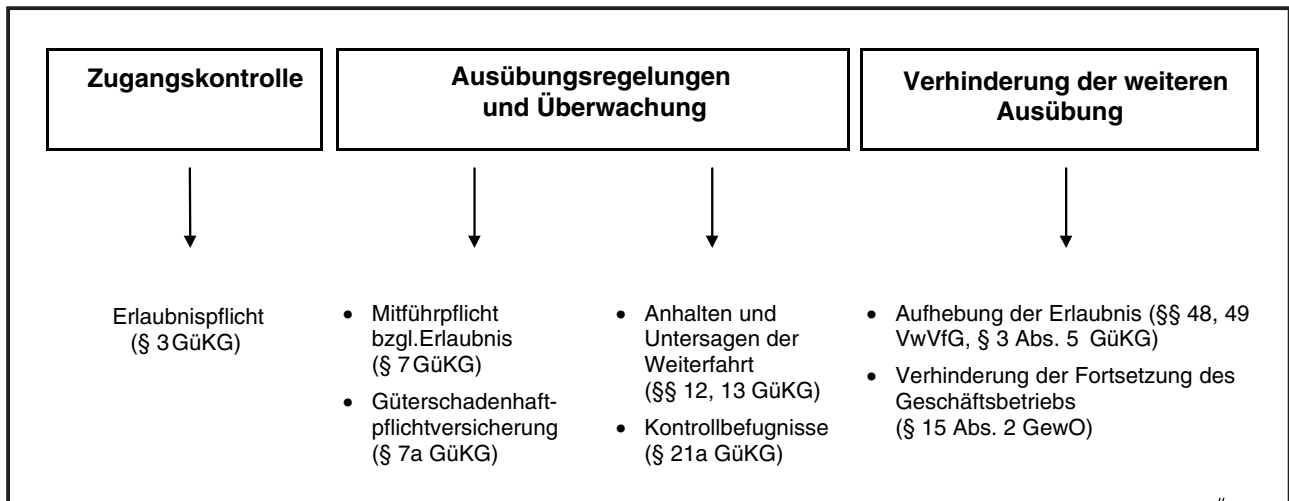 Zugangskontrolle
Ausübungsregelungen
und Überwachung
Verhinderung der weiteren
Ausübung
Erlaubnispflicht
(§ 3 GüKG)
• Mitführpflicht
bzgl.Erlaubnis
(§ 7 GüKG)
• Güterschadenhaft-
pflichtversicherung
(§ 7a GüKG)
• Anhalten und
Untersagen der
Weiterfahrt
(§§ 12, 13 GüKG)
• Kontrollbefugnisse
(§ 21a GüKG)
• Aufhebung der Erlaubnis (§§ 48, 49
VwVfG, § 3 Abs. 5 GüKG)
• Verhinderung der Fortsetzung des
Geschäftsbetriebs
(§ 15 Abs. 2 GewO)